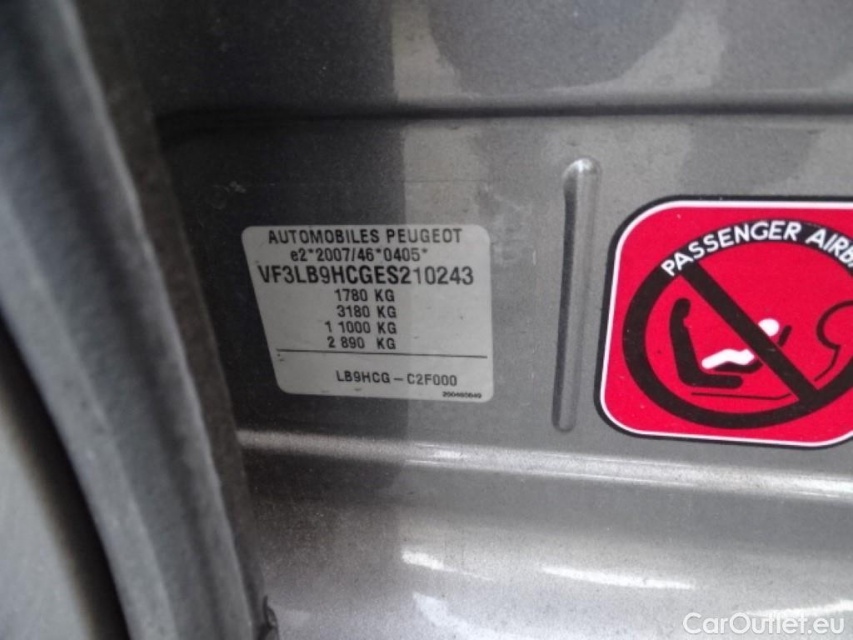 AUTOMOBILES PEUGEOT
e2*2007/46*0405*
VF3LB9HCGES210243
1780 KG
3180 KG
1 1000 KG
2 890 KG
LB9HCG-C2F000
PASSENGER AIRB
CarOutlet.eu